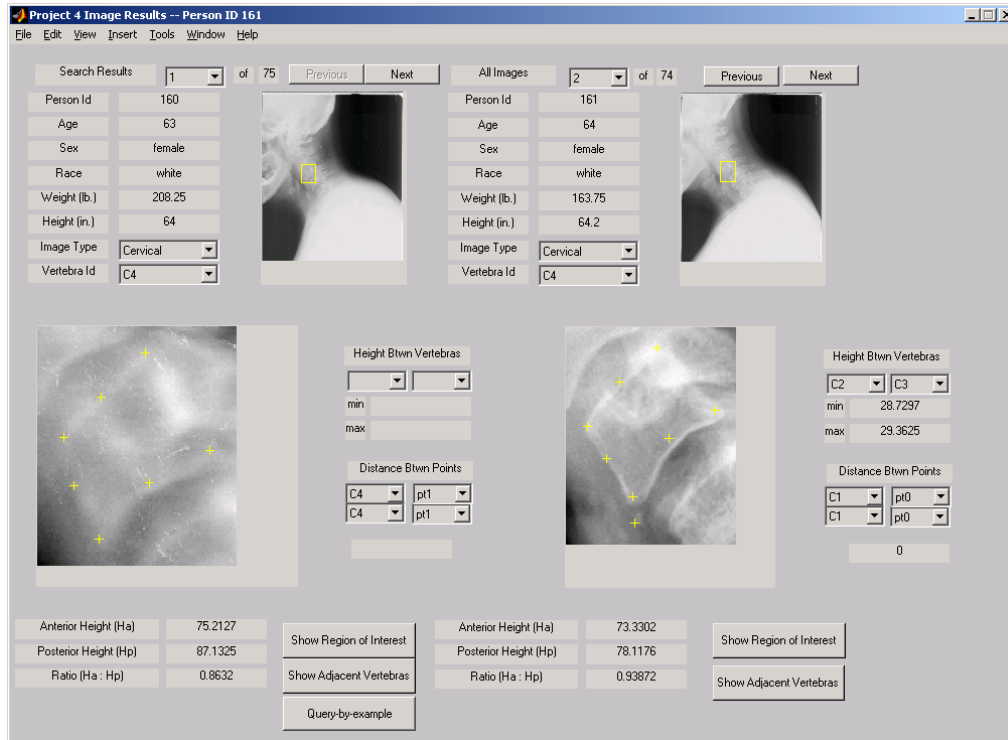 Project 4 Image Results -- Person ID 161
File Edit View Insert Tools Window Help
Search Results 1 of 75 Previous Next
Person Id 160
Age 63
Sex female
Race white
Weight (lb.) 208.25
Height (in.) 64
Image Type Cervical
Vertebra Id C4
All Images 2 of 74 Previous Next
Person Id 161
Age 64
Sex female
Race white
Weight (lb.) 163.75
Height (in.) 64.2
Image Type Cervical
Vertebra Id C4
Height Btwn Vertebras
min
max
Distance Btwn Points
C4 pt1
C4 pt1
Height Btwn Vertebras
C2 C3
min 28.7297
max 29.3625
Distance Btwn Points
C1 pt0
C1 pt0
0
Anterior Height (Ha) 75.2127
Posterior Height (Hp) 87.1325
Ratio (Ha : Hp) 0.8632
Show Region of Interest
Show Adjacent Vertebras
Query-by-example
Anterior Height (Ha) 73.3302
Posterior Height (Hp) 78.1176
Ratio (Ha : Hp) 0.93872
Show Region of Interest
Show Adjacent Vertebras